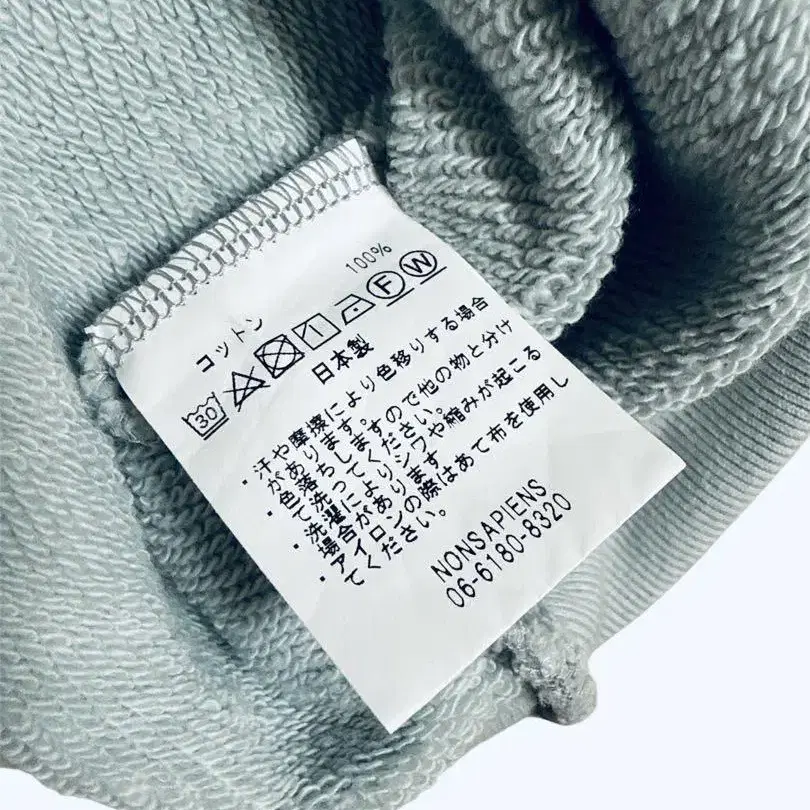 コットン 100%
30 1 F W
日本製
・汗や摩擦により色移りする場合
があります。
・色落ちしますので他の物と分け
て洗ってください。
・洗濯によりシワや縮みが起こる
場合があります
・アイロンの際はあて布を使用し
てください。
NONSAPIENS
06-6180-8320